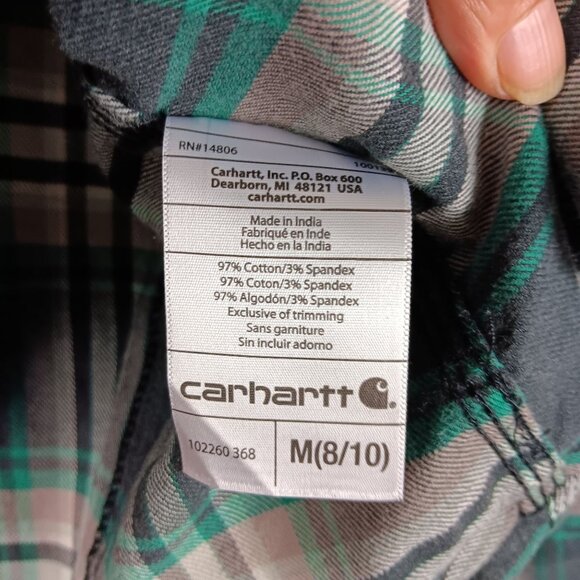 RN#14806
Carhartt, Inc. P.O. Box 600
Dearborn, MI 48121 USA
carhartt.com
Made in India
Fabriqué en Inde
Hecho en la India
97% Cotton/3% Spandex
97% Coton/3% Spandex
97% Algodón/3% Spandex
Exclusive of trimming
Sans garniture
Sin incluir adorno
carhartt
102260 368
M(8/10)